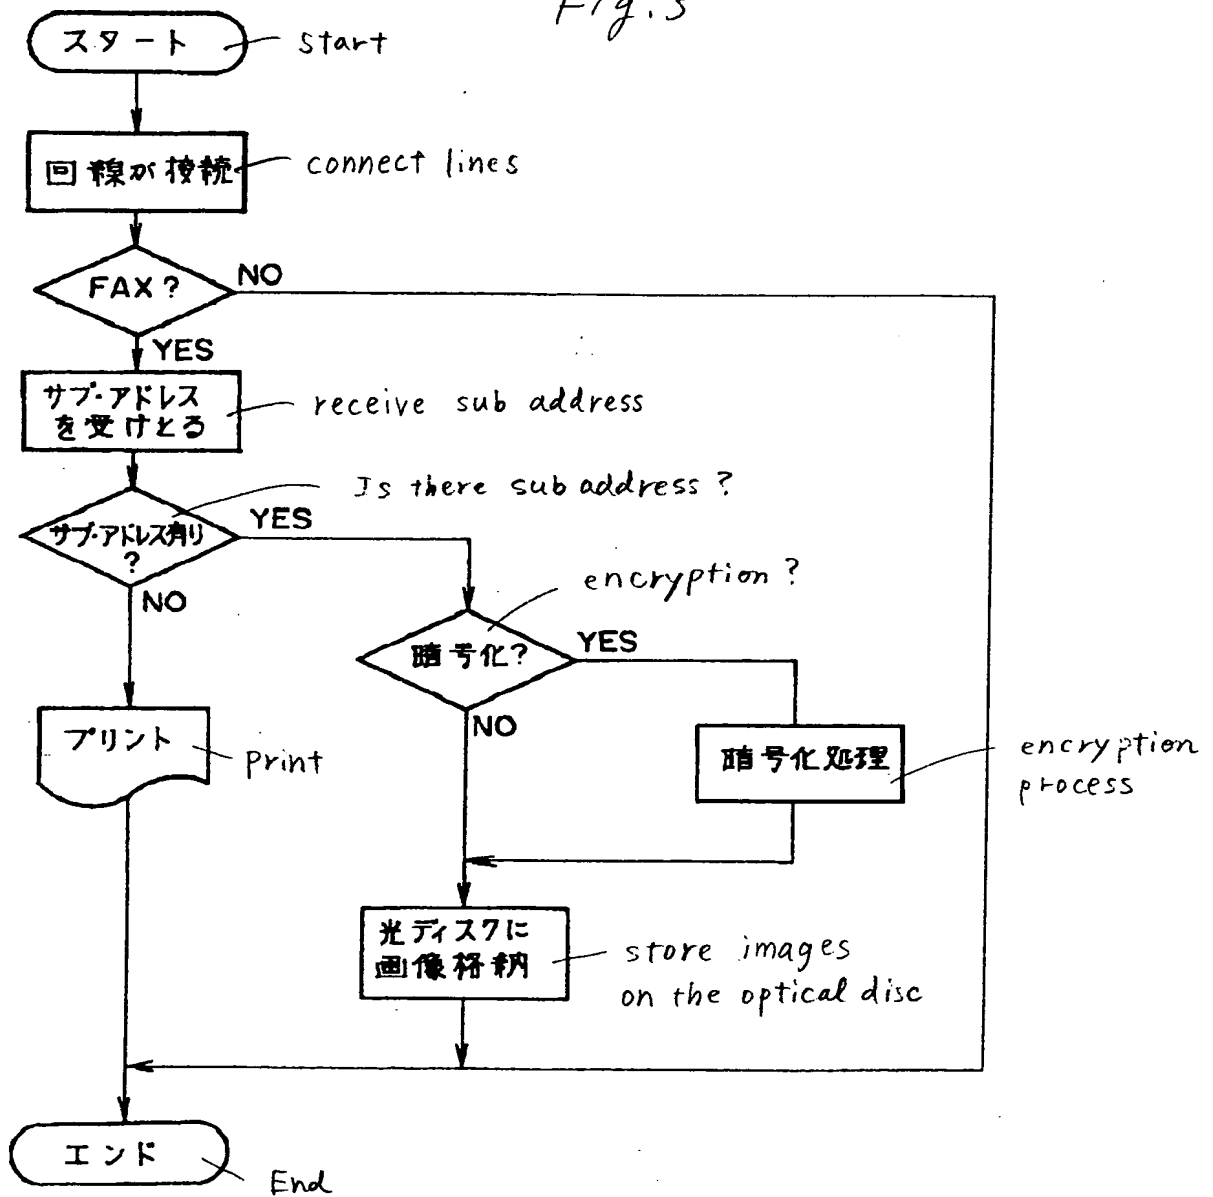 Fig. 3
スタート
start
回線が接続
connect lines
FAX?
NO
YES
サブ・アドレス
を受けとる
receive sub address
Is there sub address?
サブ・アドレス有り
?
YES
NO
encryption?
暗号化?
YES
NO
プリント
print
暗号化処理
encryption
process
光ディスクに
画像格納
store images
on the optical disc
エンド
End